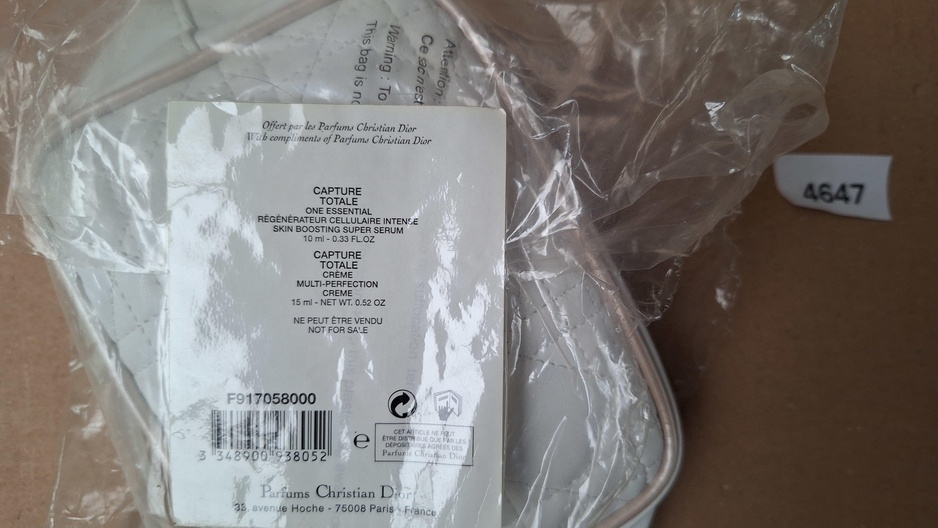 Attention:
Ce sac n'est
Warning : To
This bag is no
4647
Offert par les Parfums Christian Dior
With compliments of Parfums Christian Dior
CAPTURE
TOTALE
ONE ESSENTIAL
RÉGÉNÉRATEUR CELLULAIRE INTENSE
SKIN BOOSTING SUPER SERUM
10 ml - 0.33 FL.OZ
CAPTURE
TOTALE
CRÈME
MULTI-PERFECTION
CREME
15 ml - NET WT. 0.52 OZ
NE PEUT ÊTRE VENDU
NOT FOR SALE
F917058000
3 348900 938052
e
CET ARTICLE NE PEUT
ÊTRE DISTRIBUÉ QUE PAR LES
DÉPOSITAIRES AGRÉÉS DES
Parfums Christian Dior
Parfums Christian Dior
33, avenue Hoche - 75008 Paris - France